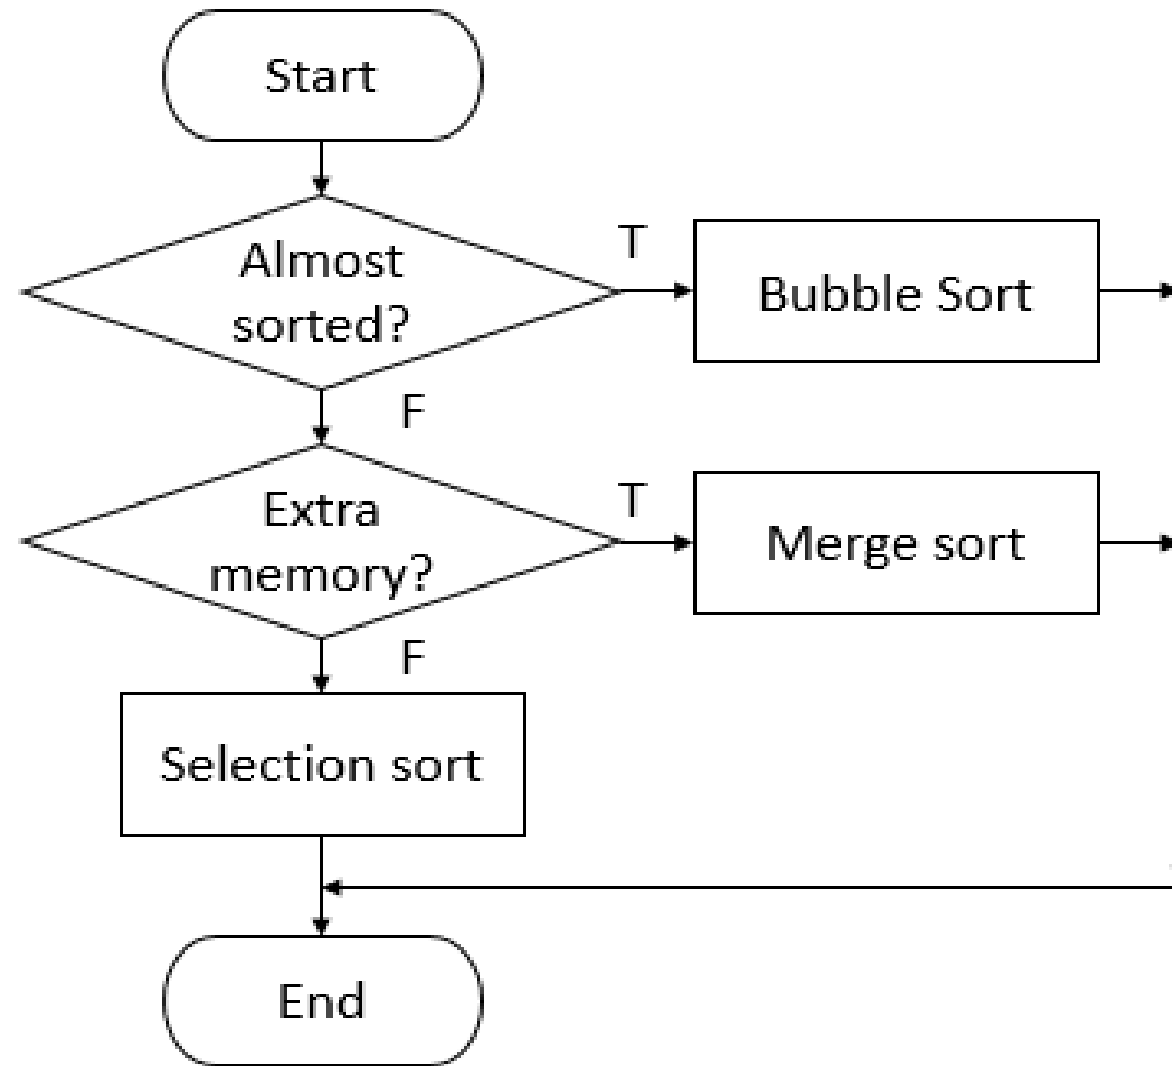 Start
Almost
sorted?
T
Bubble Sort
F
Extra
memory?
T
Merge sort
F
Selection sort
End